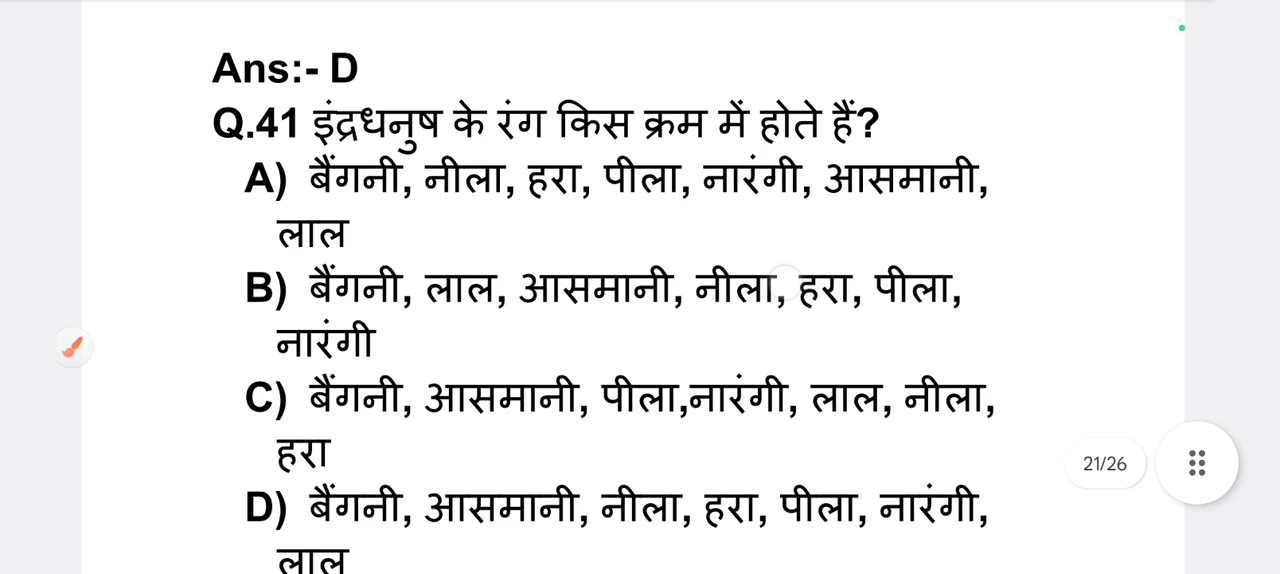 Ans:- D
Q.41 इंद्रधनुष के रंग किस क्रम में होते हैं?
A) बैंगनी, नीला, हरा, पीला, नारंगी, आसमानी,
लाल
B) बैंगनी, लाल, आसमानी, नीला, हरा, पीला,
नारंगी
C) बैंगनी, आसमानी, पीला,नारंगी, लाल, नीला,
हरा
21/26
D) बैंगनी, आसमानी, नीला, हरा, पीला, नारंगी,
लाल